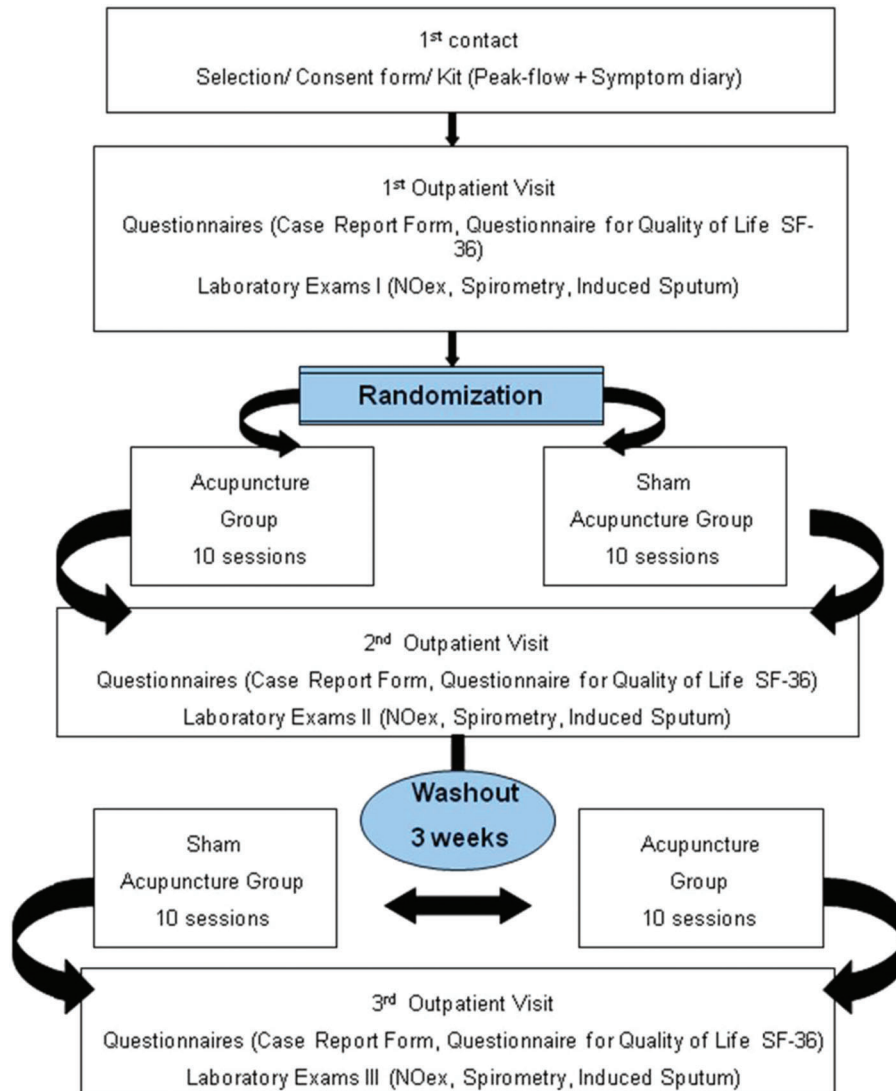 1st contact
Selection/ Consent form/ Kit (Peak-flow + Symptom diary)
1st Outpatient Visit
Questionnaires (Case Report Form, Questionnaire for Quality of Life SF-
36)
Laboratory Exams I (NOex, Spirometry, Induced Sputum)
Randomization
Acupuncture
Group
10 sessions
Sham
Acupuncture Group
10 sessions
2nd Outpatient Visit
Questionnaires (Case Report Form, Questionnaire for Quality of Life SF-36)
Laboratory Exams II (NOex, Spirometry, Induced Sputum)
Washout
3 weeks
Sham
Acupuncture Group
10 sessions
Acupuncture
Group
10 sessions
3rd Outpatient Visit
Questionnaires (Case Report Form, Questionnaire for Quality of Life SF-36)
Laboratory Exams III (NOex, Spirometry, Induced Sputum)